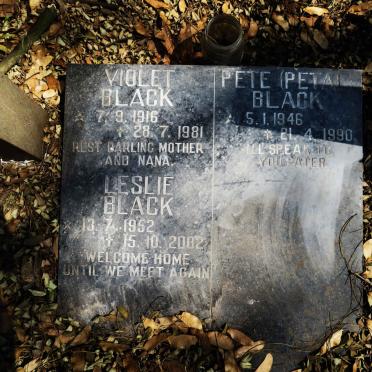 VIOLET
BLACK
☆ 7.9.1916
✝ 28.7.1981
REST DARLING MOTHER
AND NANA.
LESLIE
BLACK
☆ 13.7.1952
✝ 15.10.2002
WELCOME HOME
UNTIL WE MEET AGAIN
PETE (PETAL)
BLACK
☆ 5.1.1946
✝ 21.4.1990
I'LL SPEAK TO
YOU LATER